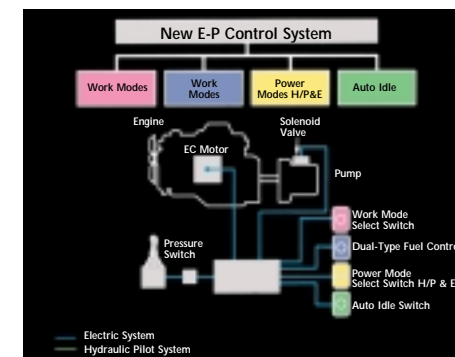 New E-P Control System
Work Modes
Work
Modes
Power
Modes H/P&E
Auto Idle
Engine
Solenoid
Valve
EC Motor
Pump
Work Mode
Select Switch
Pressure
Switch
Dual-Type Fuel Contro
Power Mode
Select Switch H/P & E
Auto Idle Switch
Electric System
Hydraulic Pilot System